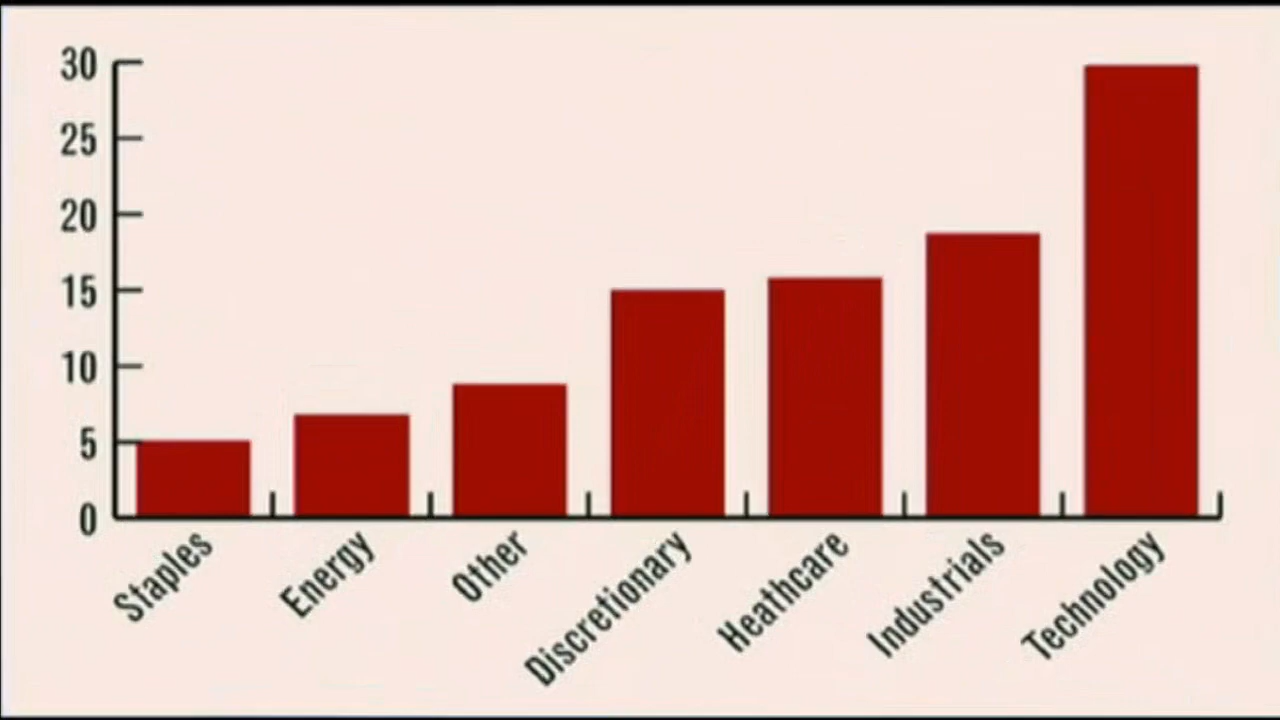 30
25
20
15
10
5
0
Staples
Energy
Other
Discretionary
Heathcare
Industrials
Technology